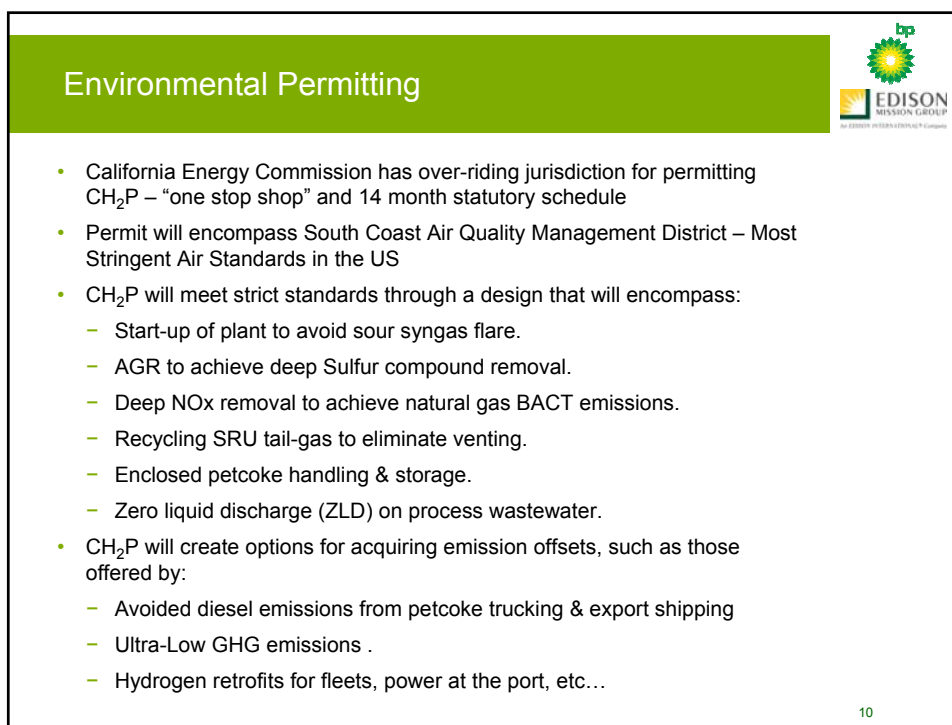 bp
Environmental Permitting
EDISON
MISSION GROUP
An EDISON INTERNATIONAL® Company
• California Energy Commission has over-riding jurisdiction for permitting
CH₂P – “one stop shop” and 14 month statutory schedule
• Permit will encompass South Coast Air Quality Management District – Most
Stringent Air Standards in the US
• CH₂P will meet strict standards through a design that will encompass:
− Start-up of plant to avoid sour syngas flare.
− AGR to achieve deep Sulfur compound removal.
− Deep NOx removal to achieve natural gas BACT emissions.
− Recycling SRU tail-gas to eliminate venting.
− Enclosed petcoke handling & storage.
− Zero liquid discharge (ZLD) on process wastewater.
• CH₂P will create options for acquiring emission offsets, such as those
offered by:
− Avoided diesel emissions from petcoke trucking & export shipping
− Ultra-Low GHG emissions .
− Hydrogen retrofits for fleets, power at the port, etc…
10